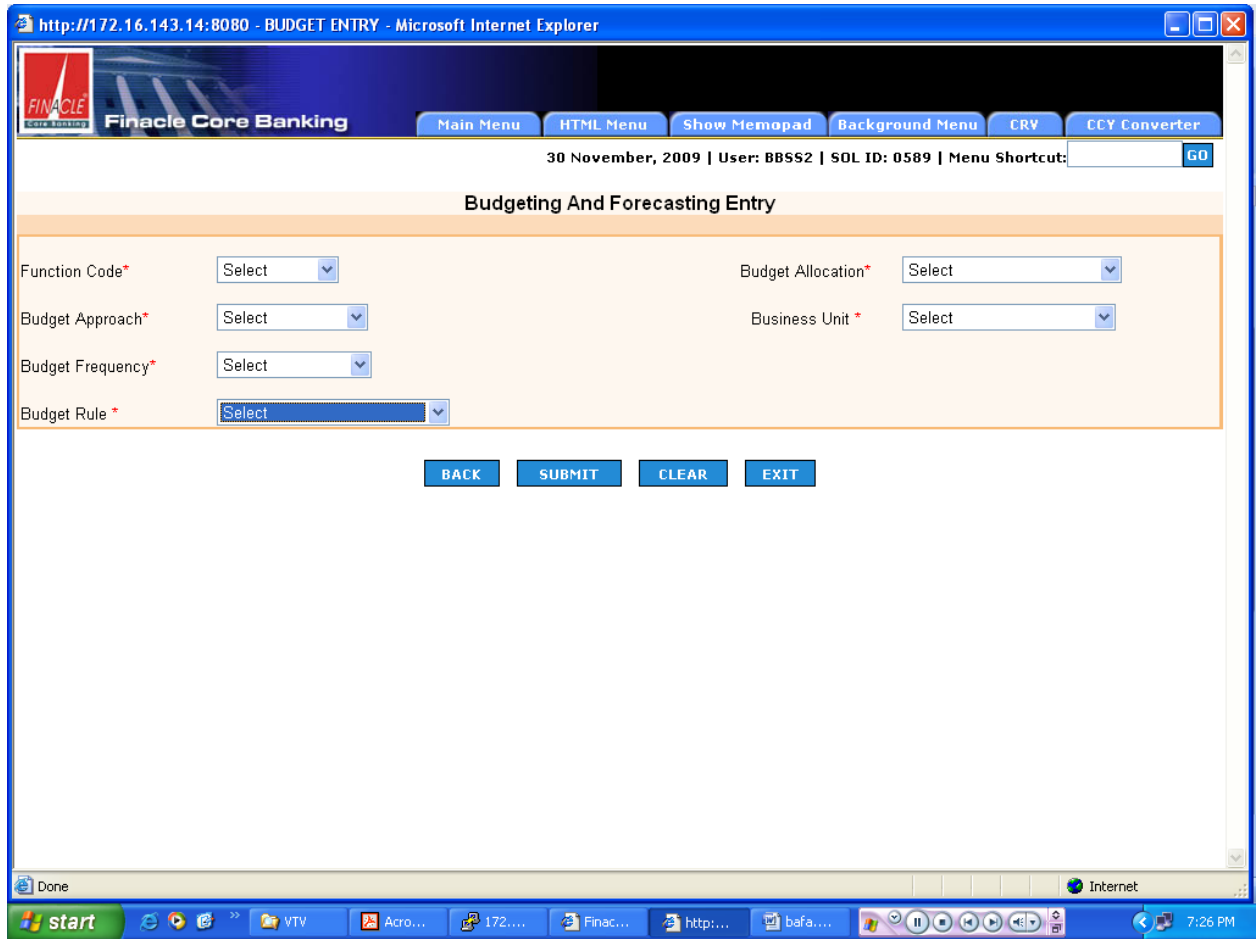 http://172.16.143.14:8080 - BUDGET ENTRY - Microsoft Internet Explorer
FINACLE
Core Banking
Finacle Core Banking
Main Menu HTML Menu Show Memopad Background Menu CRV CCY Converter
30 November, 2009 | User: BBSS2 | SOL ID: 0589 | Menu Shortcut: GO
Budgeting And Forecasting Entry
Function Code* Select Budget Allocation* Select
Budget Approach* Select Business Unit * Select
Budget Frequency* Select
Budget Rule * Select
BACK SUBMIT CLEAR EXIT
Done Internet
start » VTV Acro... 172.... Finac... http:... bafa.... 7:26 PM